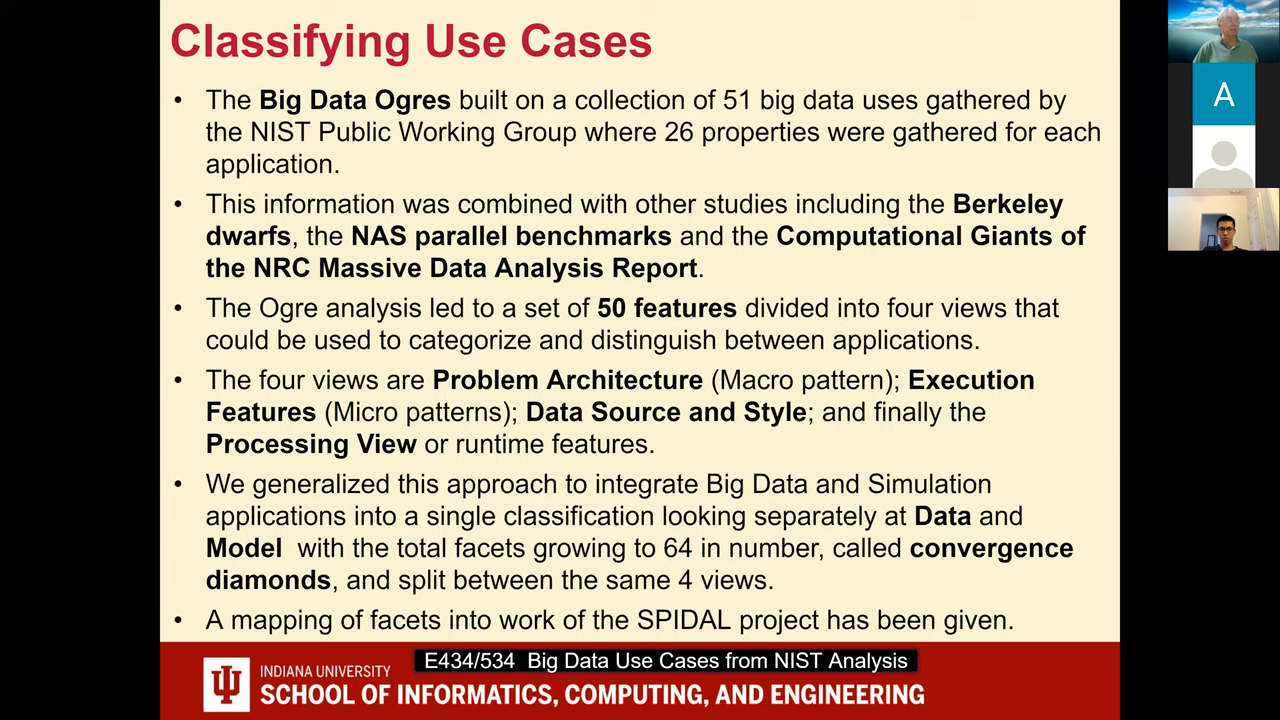 Classifying Use Cases
• The Big Data Ogres built on a collection of 51 big data uses gathered by
the NIST Public Working Group where 26 properties were gathered for each
application.
• This information was combined with other studies including the Berkeley
dwarfs, the NAS parallel benchmarks and the Computational Giants of
the NRC Massive Data Analysis Report.
• The Ogre analysis led to a set of 50 features divided into four views that
could be used to categorize and distinguish between applications.
• The four views are Problem Architecture (Macro pattern); Execution
Features (Micro patterns); Data Source and Style; and finally the
Processing View or runtime features.
• We generalized this approach to integrate Big Data and Simulation
applications into a single classification looking separately at Data and
Model with the total facets growing to 64 in number, called convergence
diamonds, and split between the same 4 views.
• A mapping of facets into work of the SPIDAL project has been given.
E434/534 Big Data Use Cases from NIST Analysis
INDIANA UNIVERSITY
SCHOOL OF INFORMATICS, COMPUTING, AND ENGINEERING
A